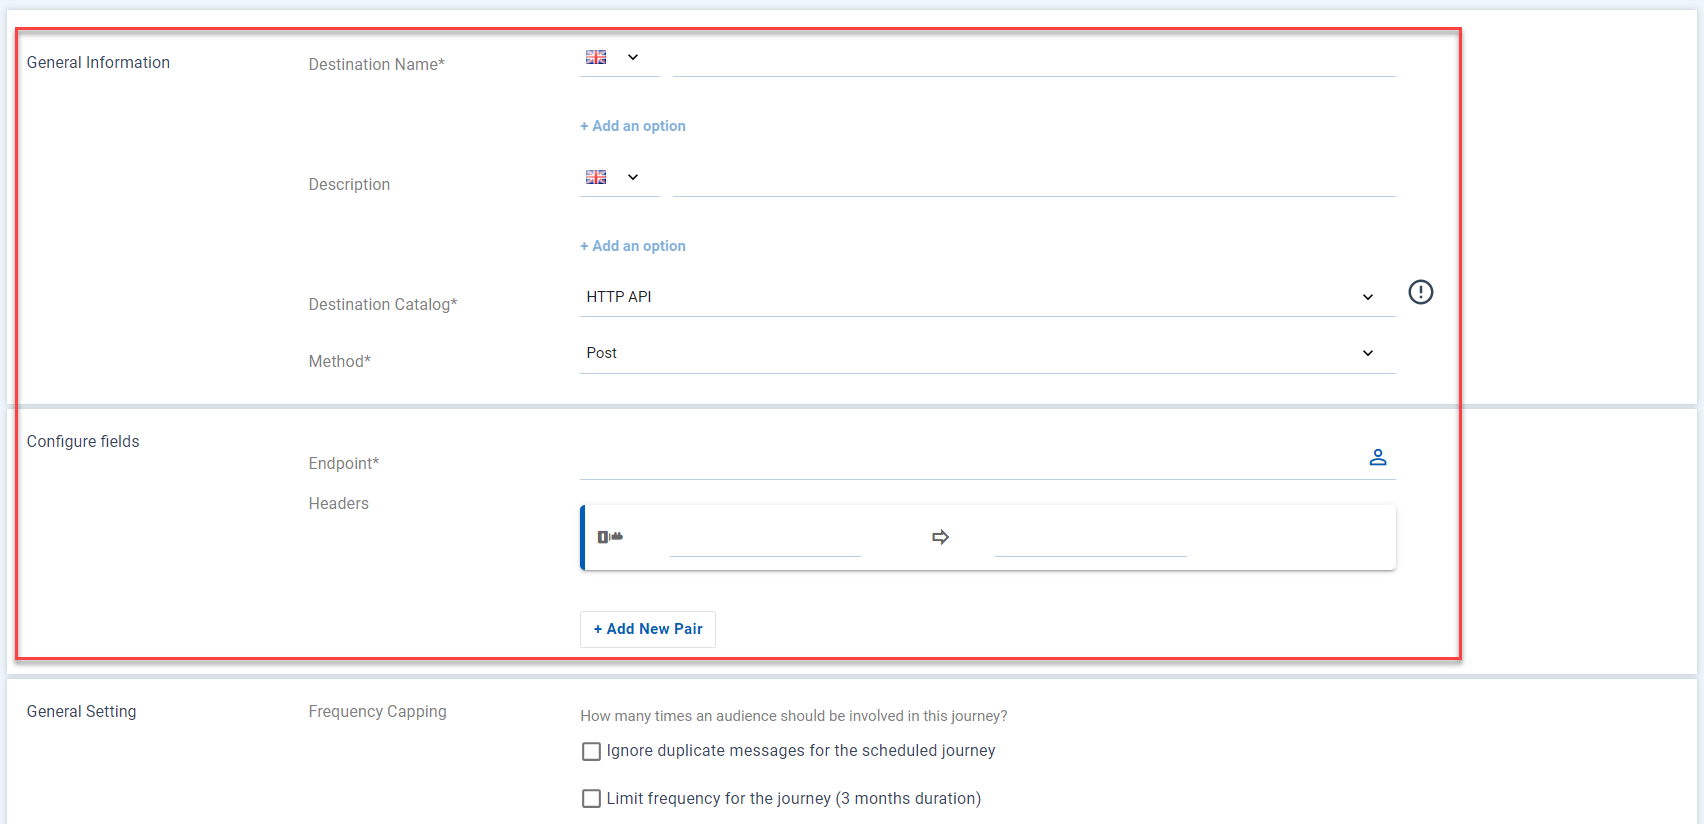 General Information
Destination Name*
+ Add an option
Description
+ Add an option
Destination Catalog*
HTTP API
Method*
Post
Configure fields
Endpoint*
Headers
+ Add New Pair
General Setting
Frequency Capping
How many times an audience should be involved in this journey?
Ignore duplicate messages for the scheduled journey
Limit frequency for the journey (3 months duration)